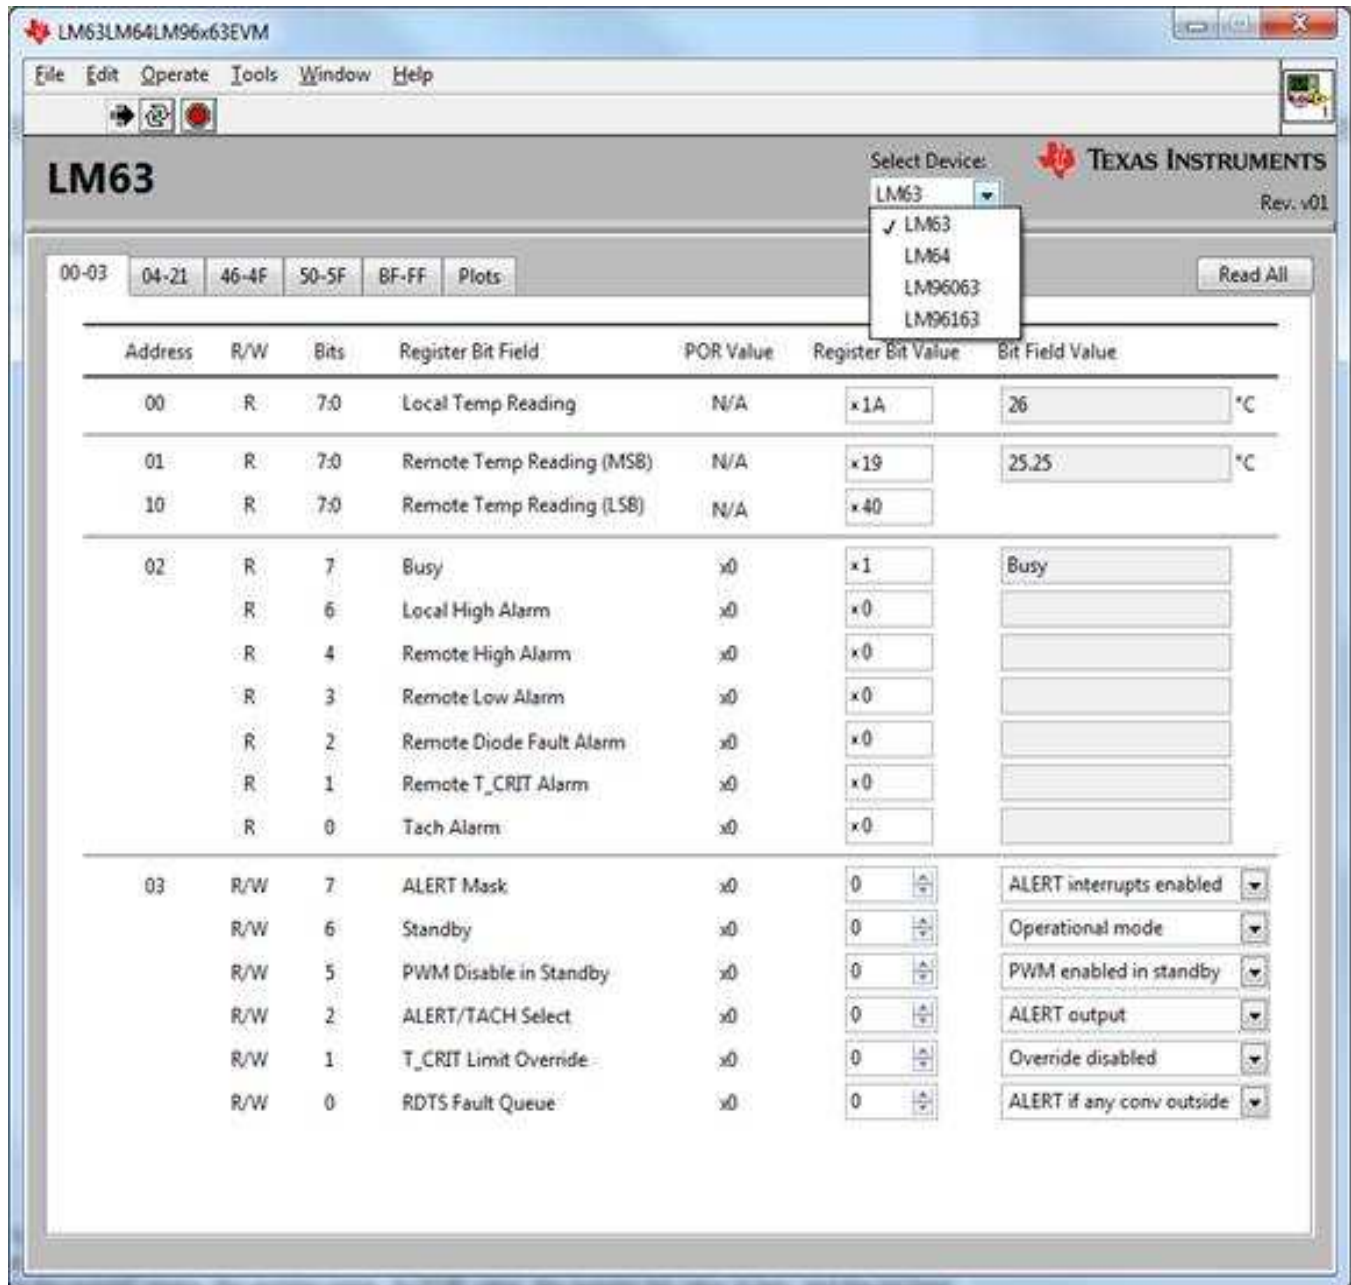 LM63LM64LM96x63EVM
File Edit Operate Tools Window Help
1
LM63
Select Device:
TEXAS INSTRUMENTS
LM63
Rev. v01
LM63
LM64
LM96063
LM96163
00-03 04-21 46-4F 50-5F BF-FF Plots Read All
Address R/W Bits Register Bit Field POR Value Register Bit Value Bit Field Value
00 R 7:0 Local Temp Reading N/A x1A 26 °C
01 R 7:0 Remote Temp Reading (MSB) N/A x19 25.25 °C
10 R 7:0 Remote Temp Reading (LSB) N/A x40
02 R 7 Busy x0 x1 Busy
R 6 Local High Alarm x0 x0
R 4 Remote High Alarm x0 x0
R 3 Remote Low Alarm x0 x0
R 2 Remote Diode Fault Alarm x0 x0
R 1 Remote T_CRIT Alarm x0 x0
R 0 Tach Alarm x0 x0
03 R/W 7 ALERT Mask x0 0 ALERT interrupts enabled
R/W 6 Standby x0 0 Operational mode
R/W 5 PWM Disable in Standby x0 0 PWM enabled in standby
R/W 2 ALERT/TACH Select x0 0 ALERT output
R/W 1 T_CRIT Limit Override x0 0 Override disabled
R/W 0 RDTS Fault Queue x0 0 ALERT if any conv outside